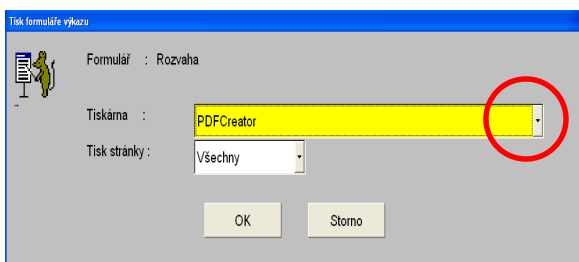 Tisk formuláře výkazu
Formulář : Rozvaha
Tiskárna : PDFCreator
Tisk stránky : Všechny
OK Storno